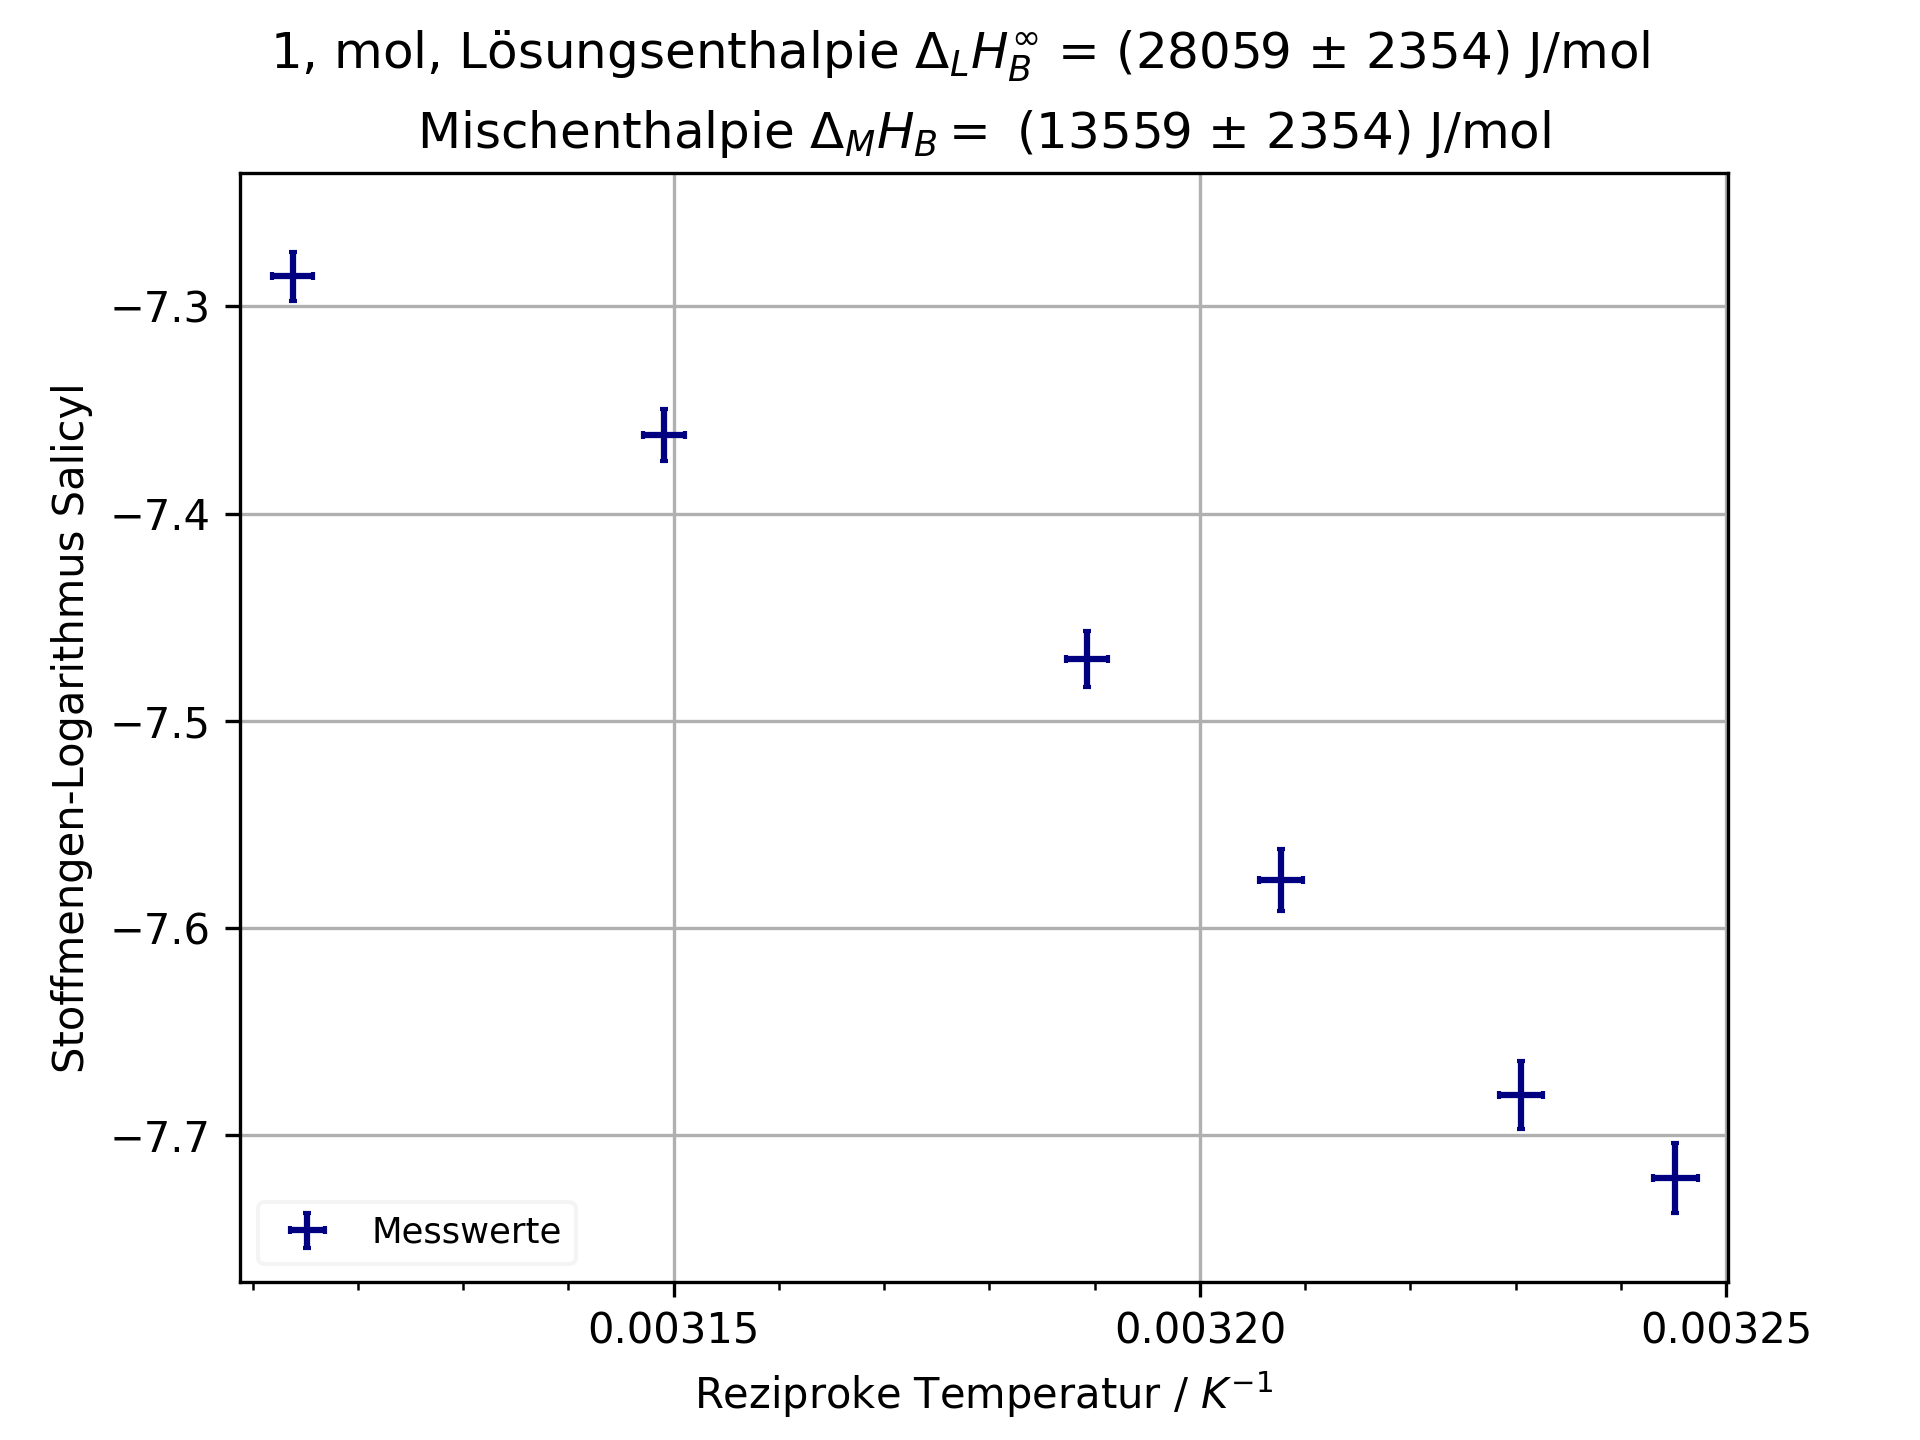 1, mol, Lösungsenthalpie Δ_L H_B^∞ = (28059 ± 2354) J/mol
Mischenthalpie Δ_M H_B = (13559 ± 2354) J/mol
Stoffmengen-Logarithmus Salicyl
−7.3
−7.4
−7.5
−7.6
−7.7
Messwerte
0.00315 0.00320 0.00325
Reziproke Temperatur / K⁻¹